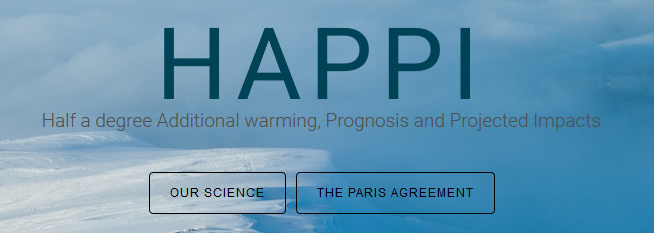 HAPPI
Half a degree Additional warming, Prognosis and Projected Impacts
OUR SCIENCE
THE PARIS AGREEMENT